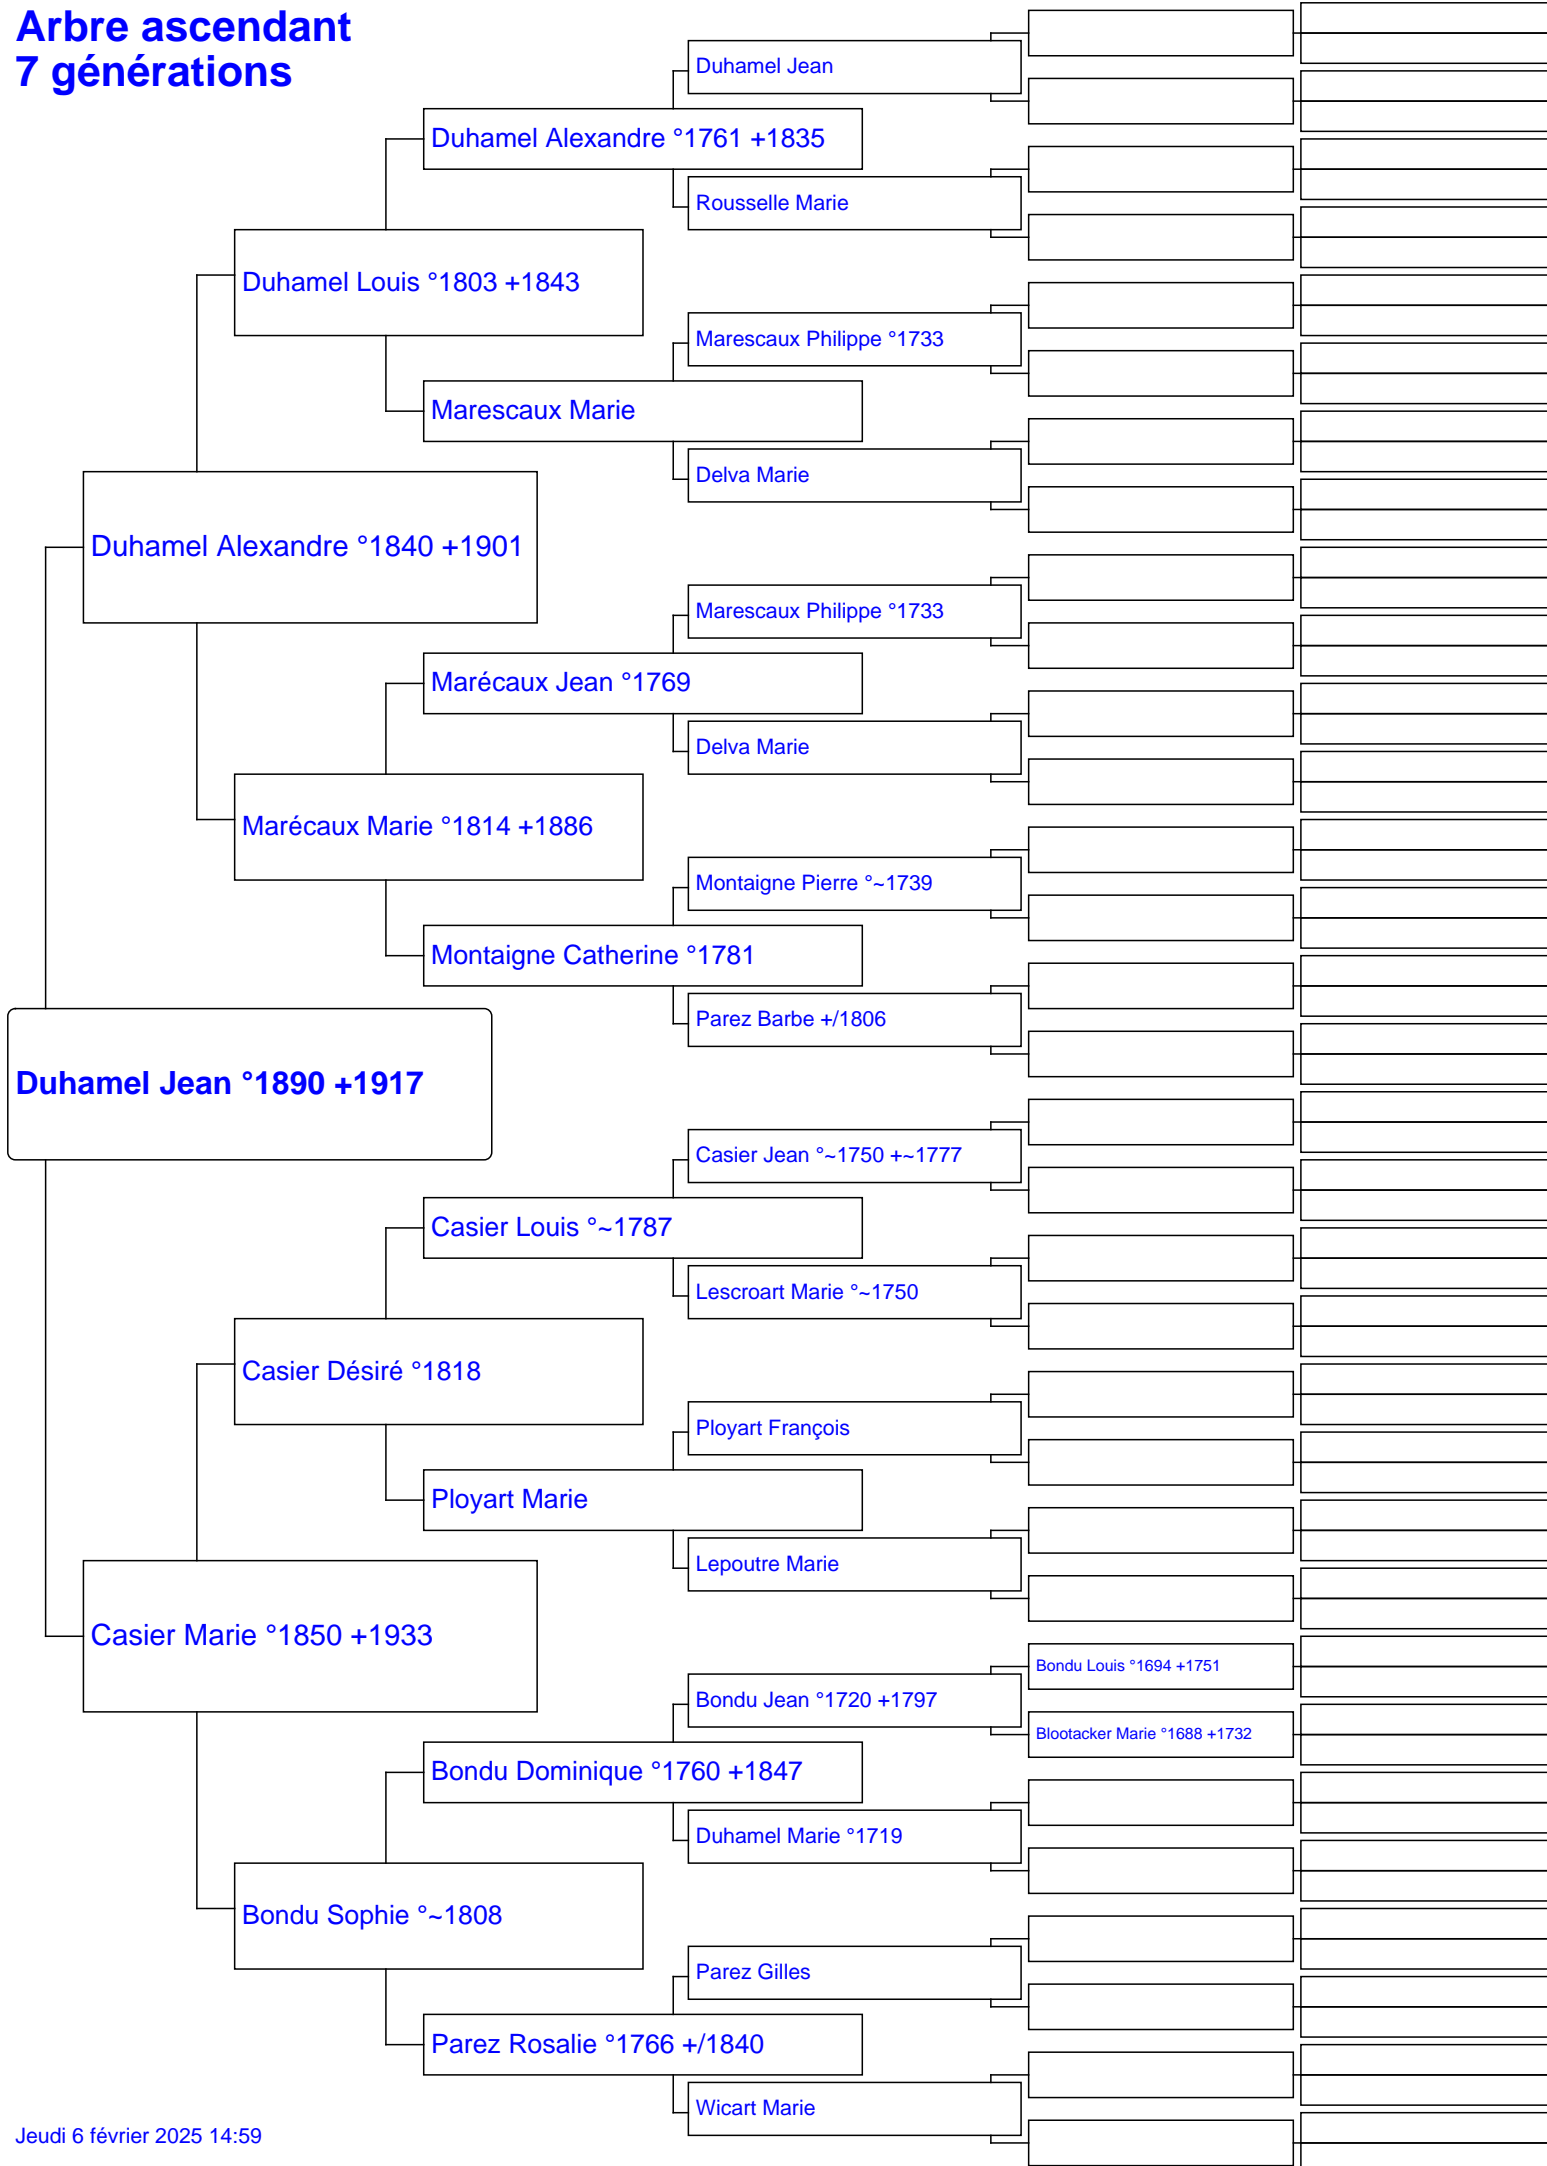 Arbre ascendant
7 générations
Duhamel Jean
Duhamel Alexandre °1761 +1835
Rousselle Marie
Duhamel Louis °1803 +1843
Marescaux Philippe °1733
Marescaux Marie
Delva Marie
Duhamel Alexandre °1840 +1901
Marescaux Philippe °1733
Marécaux Jean °1769
Delva Marie
Marécaux Marie °1814 +1886
Montaigne Pierre °~1739
Montaigne Catherine °1781
Parez Barbe +/1806
Duhamel Jean °1890 +1917
Casier Jean °~1750 +~1777
Casier Louis °~1787
Lescroart Marie °~1750
Casier Désiré °1818
Ployart François
Ployart Marie
Lepoutre Marie
Casier Marie °1850 +1933
Bondu Louis °1694 +1751
Bondu Jean °1720 +1797
Blootacker Marie °1688 +1732
Bondu Dominique °1760 +1847
Duhamel Marie °1719
Bondu Sophie °~1808
Parez Gilles
Parez Rosalie °1766 +/1840
Wicart Marie
Jeudi 6 février 2025 14:59